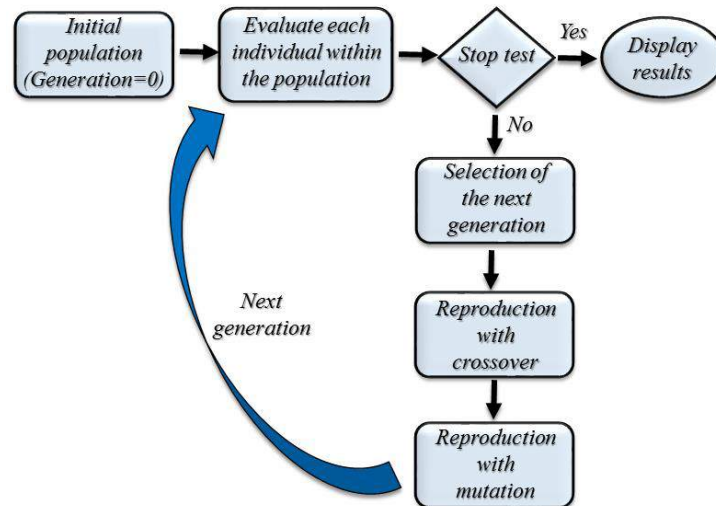 Initial
population
(Generation=0)
Evaluate each
individual within
the population
Stop test
Yes
Display
results
No
Selection of
the next
generation
Reproduction
with
crossover
Reproduction
with
mutation
Next
generation